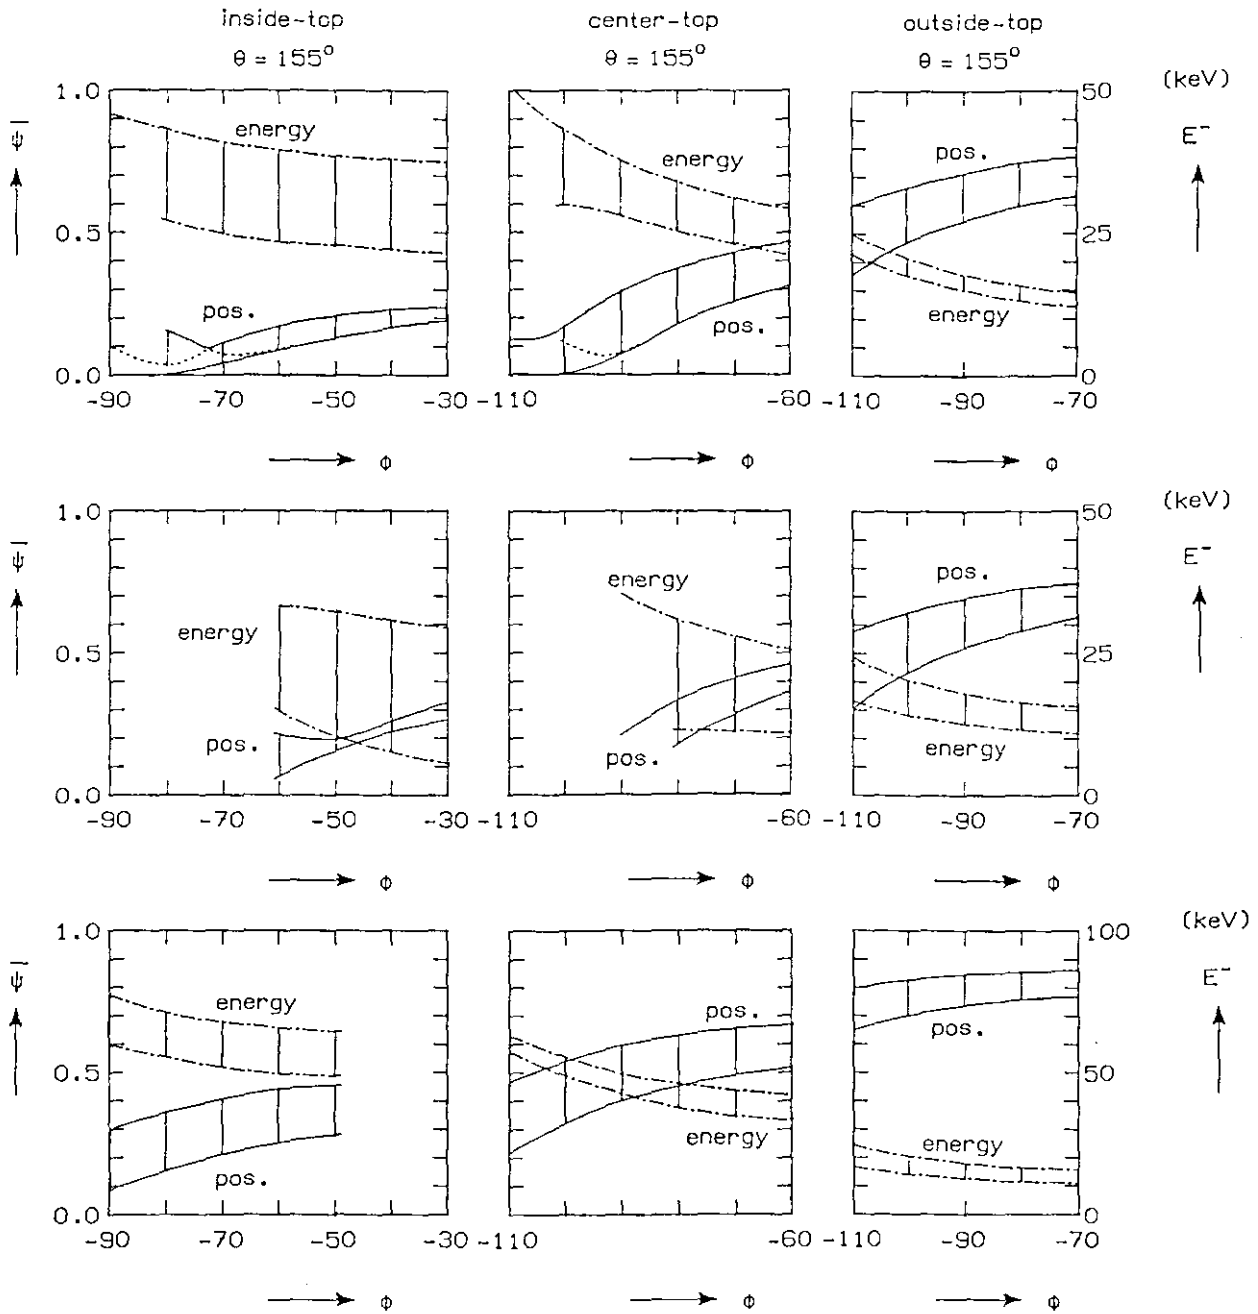 inside-top center-top outside-top
θ = 155° θ = 155° θ = 155°
(keV)
1.0 50
ψ̅ energy energy pos. E⁻
0.5 25
pos. pos. energy
0.0 0
-90 -70 -50 -30 -110 -60 -110 -90 -70
Φ Φ Φ
(keV)
1.0 50
ψ̅ energy energy pos. E⁻
0.5 25
pos. pos. energy
0.0 0
-90 -70 -50 -30 -110 -60 -110 -90 -70
Φ Φ Φ
(keV)
1.0 100
ψ̅ energy pos. pos. E⁻
0.5 50
pos. energy energy
0.0 0
-90 -70 -50 -30 -110 -60 -110 -90 -70
Φ Φ Φ